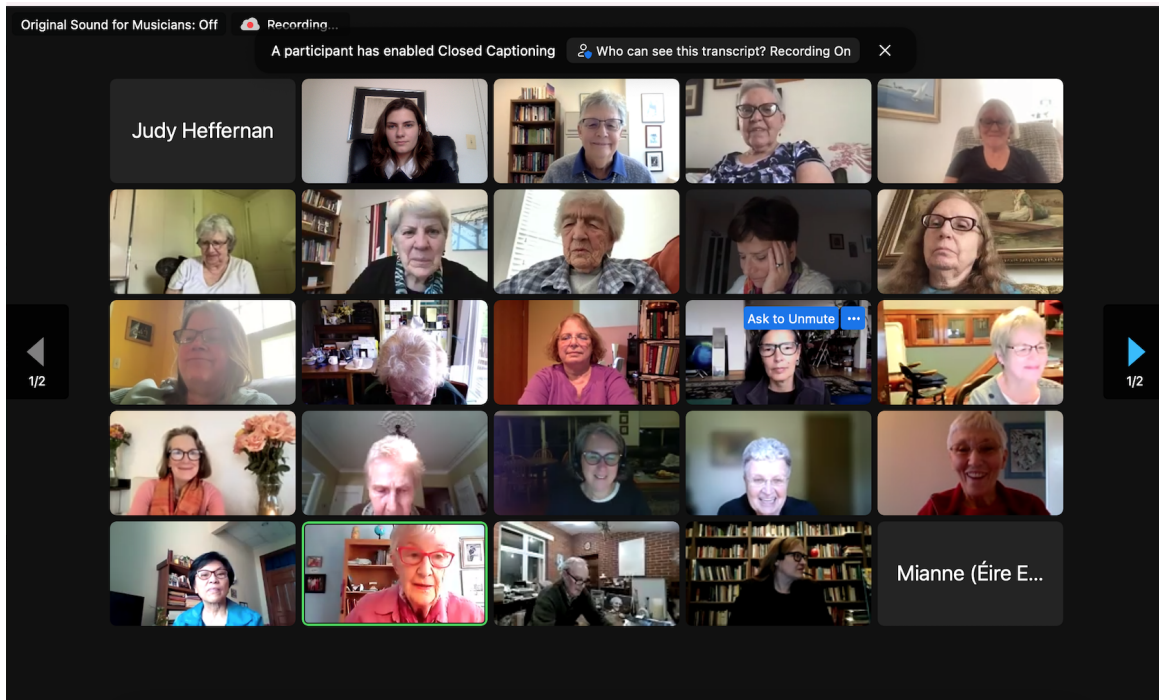 Original Sound for Musicians: Off
Recording...
A participant has enabled Closed Captioning
Who can see this transcript? Recording On
Judy Heffernan
Ask to Unmute
1/2
1/2
Mianne (Éire E...